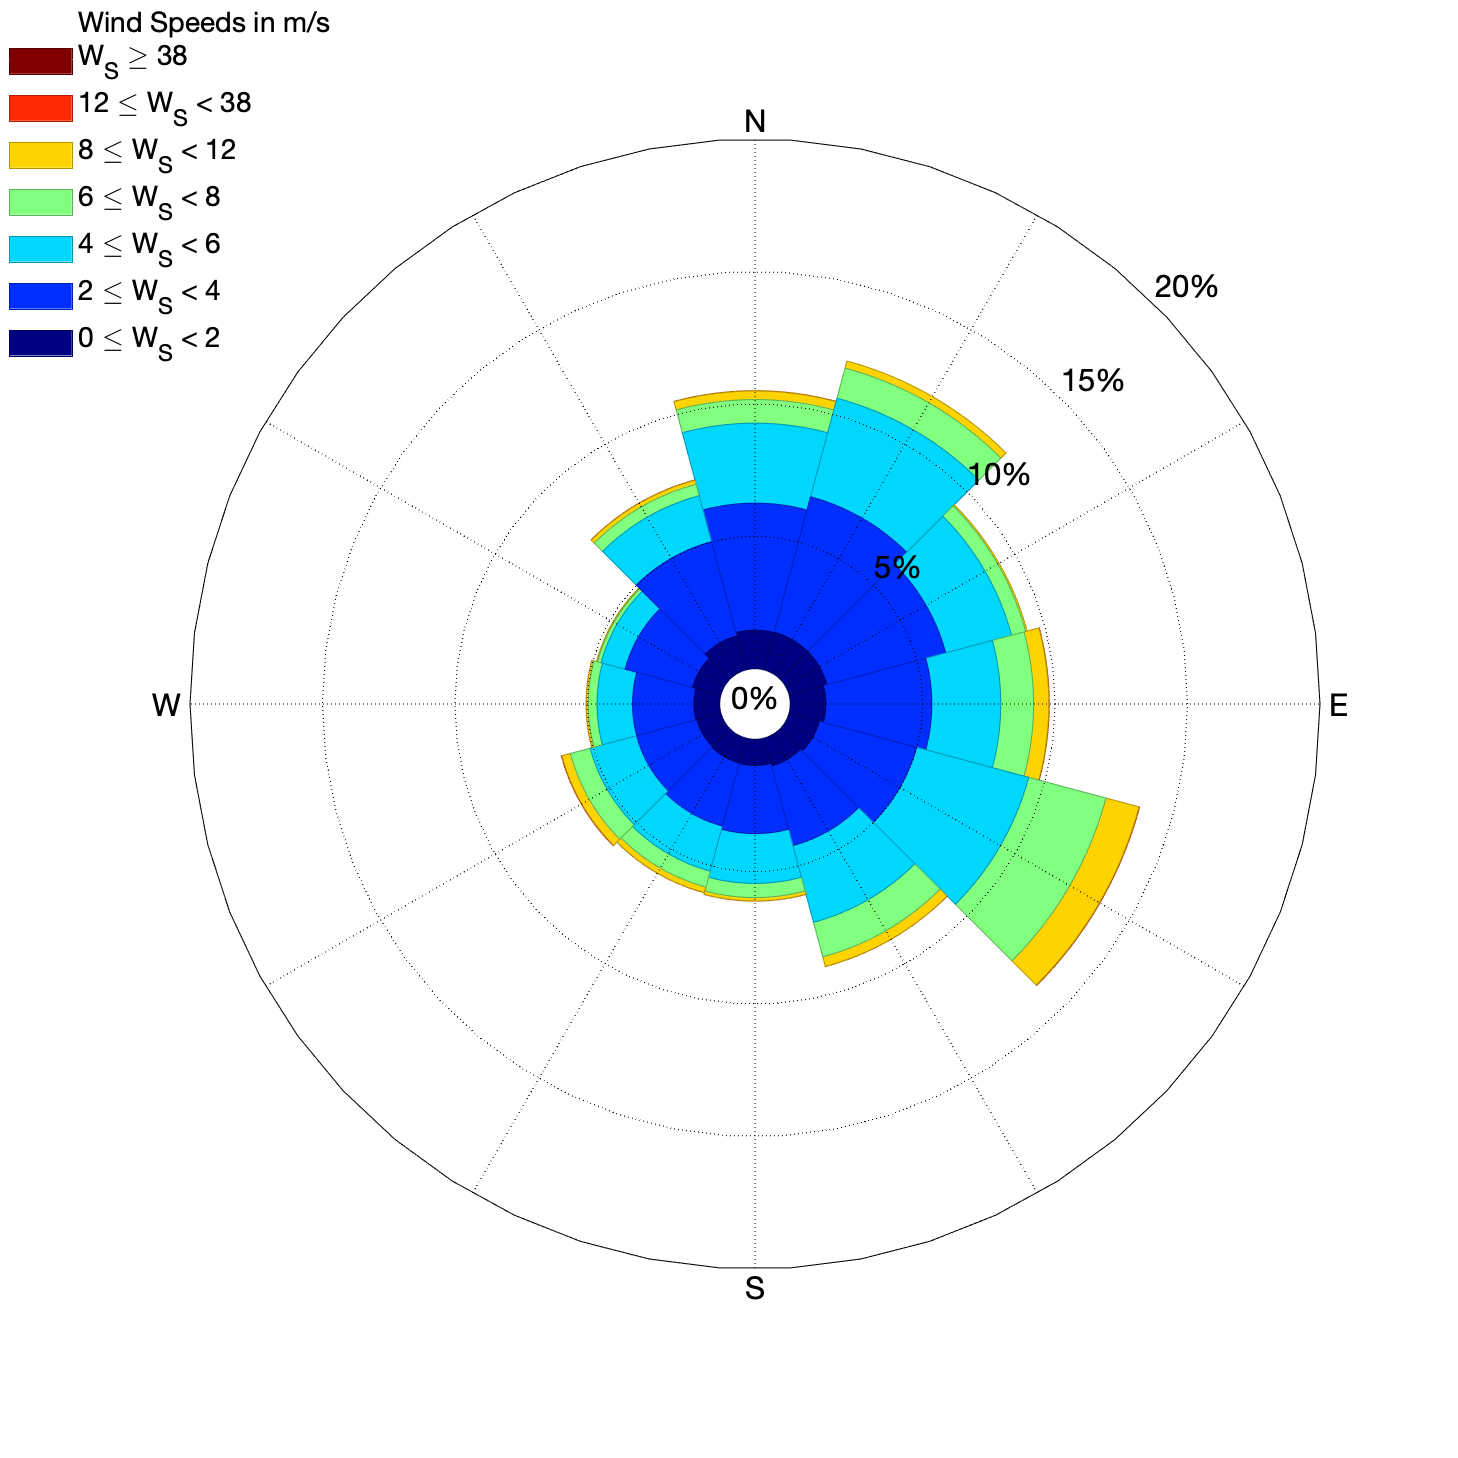 Wind Speeds in m/s
W_S ≥ 38
12 ≤ W_S < 38
8 ≤ W_S < 12
6 ≤ W_S < 8
4 ≤ W_S < 6
2 ≤ W_S < 4
0 ≤ W_S < 2
N
20%
15%
10%
5%
0%
W
E
S